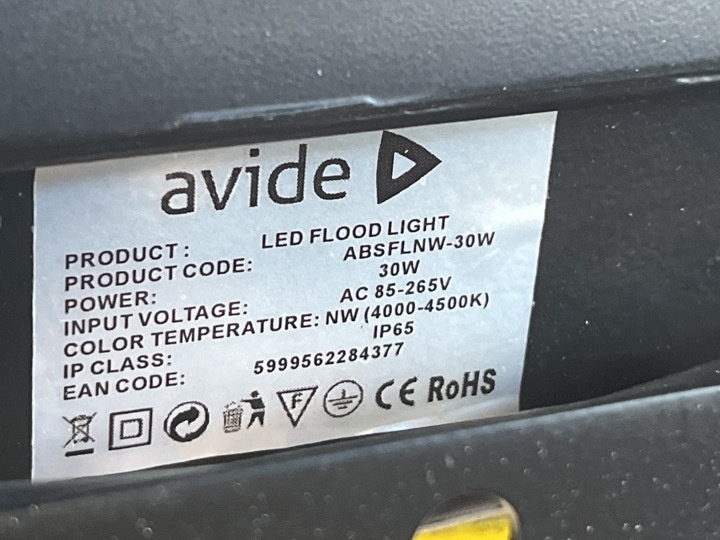 avide
PRODUCT: LED FLOOD LIGHT
PRODUCT CODE: ABSFLNW-30W
POWER: 30W
INPUT VOLTAGE: AC 85-265V
COLOR TEMPERATURE: NW (4000-4500K)
IP CLASS: IP65
EAN CODE: 5999562284377
F CE RoHS